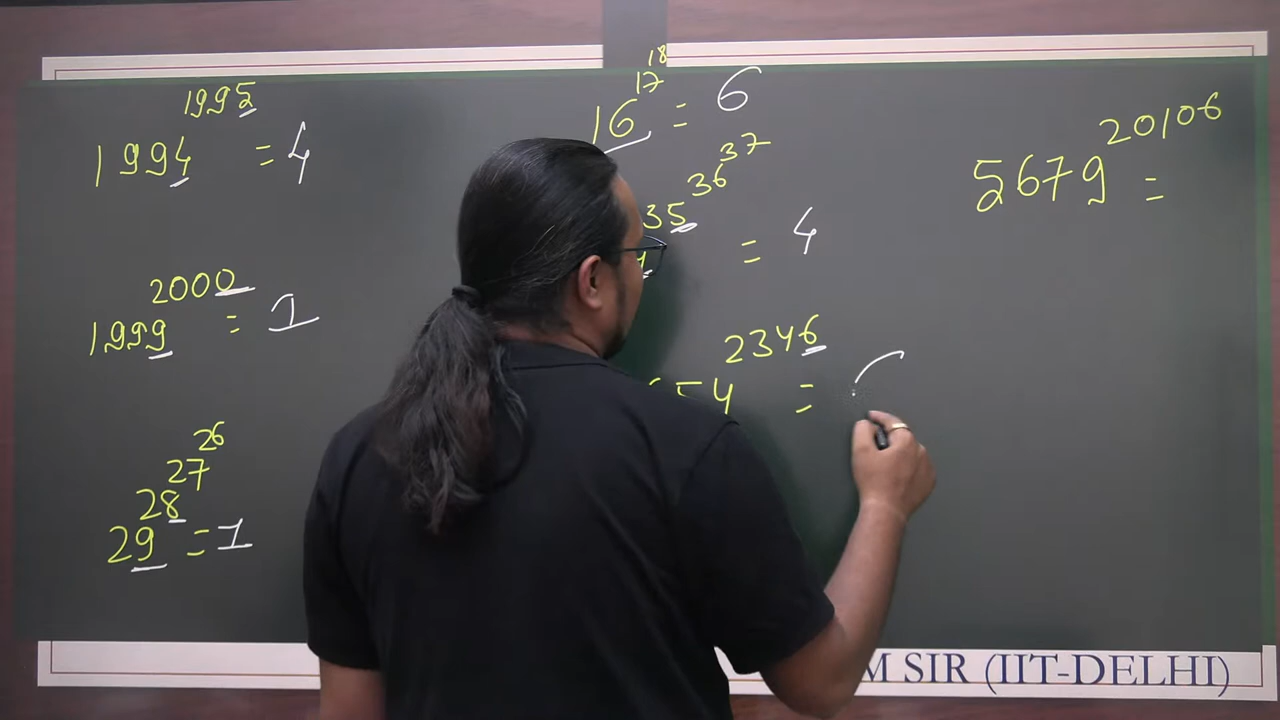 1994^1995 = 4
1999^2000 = 1
29^28^27^26 = 1
16^17^18 = 6
35^36^37 = 4
54^2346 =
5679^20106 =
M SIR (IIT-DELHI)